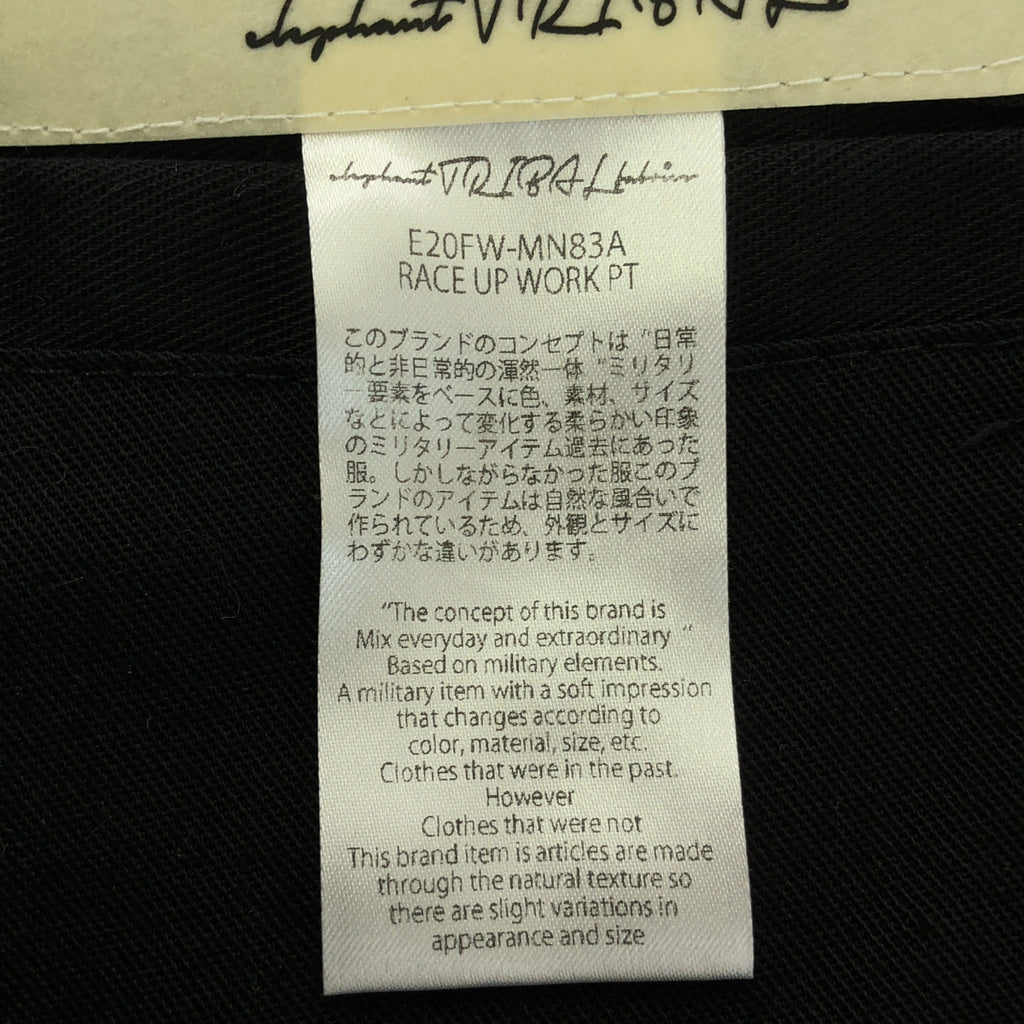 elephant TRIBAL
elephant TRIBAL fabrics
E20FW-MN83A
RACE UP WORK PT
このブランドのコンセプトは “日常
的と非日常的の渾然一体 “ミリタリ
ー要素をベースに色、素材、サイズ
なとによって変化する柔らかい印象
のミリタリーアイテム過去にあった
服。しかしながらなかった服このブ
ランドのアイテムは自然な風合いで
作られているため、外観とサイズに
わずかな違いがあります。
“The concept of this brand is
Mix everyday and extraordinary “
Based on military elements.
A military item with a soft impression
that changes according to
color, material, size, etc.
Clothes that were in the past.
However
Clothes that were not
This brand item is articles are made
through the natural texture so
there are slight variations in
appearance and size